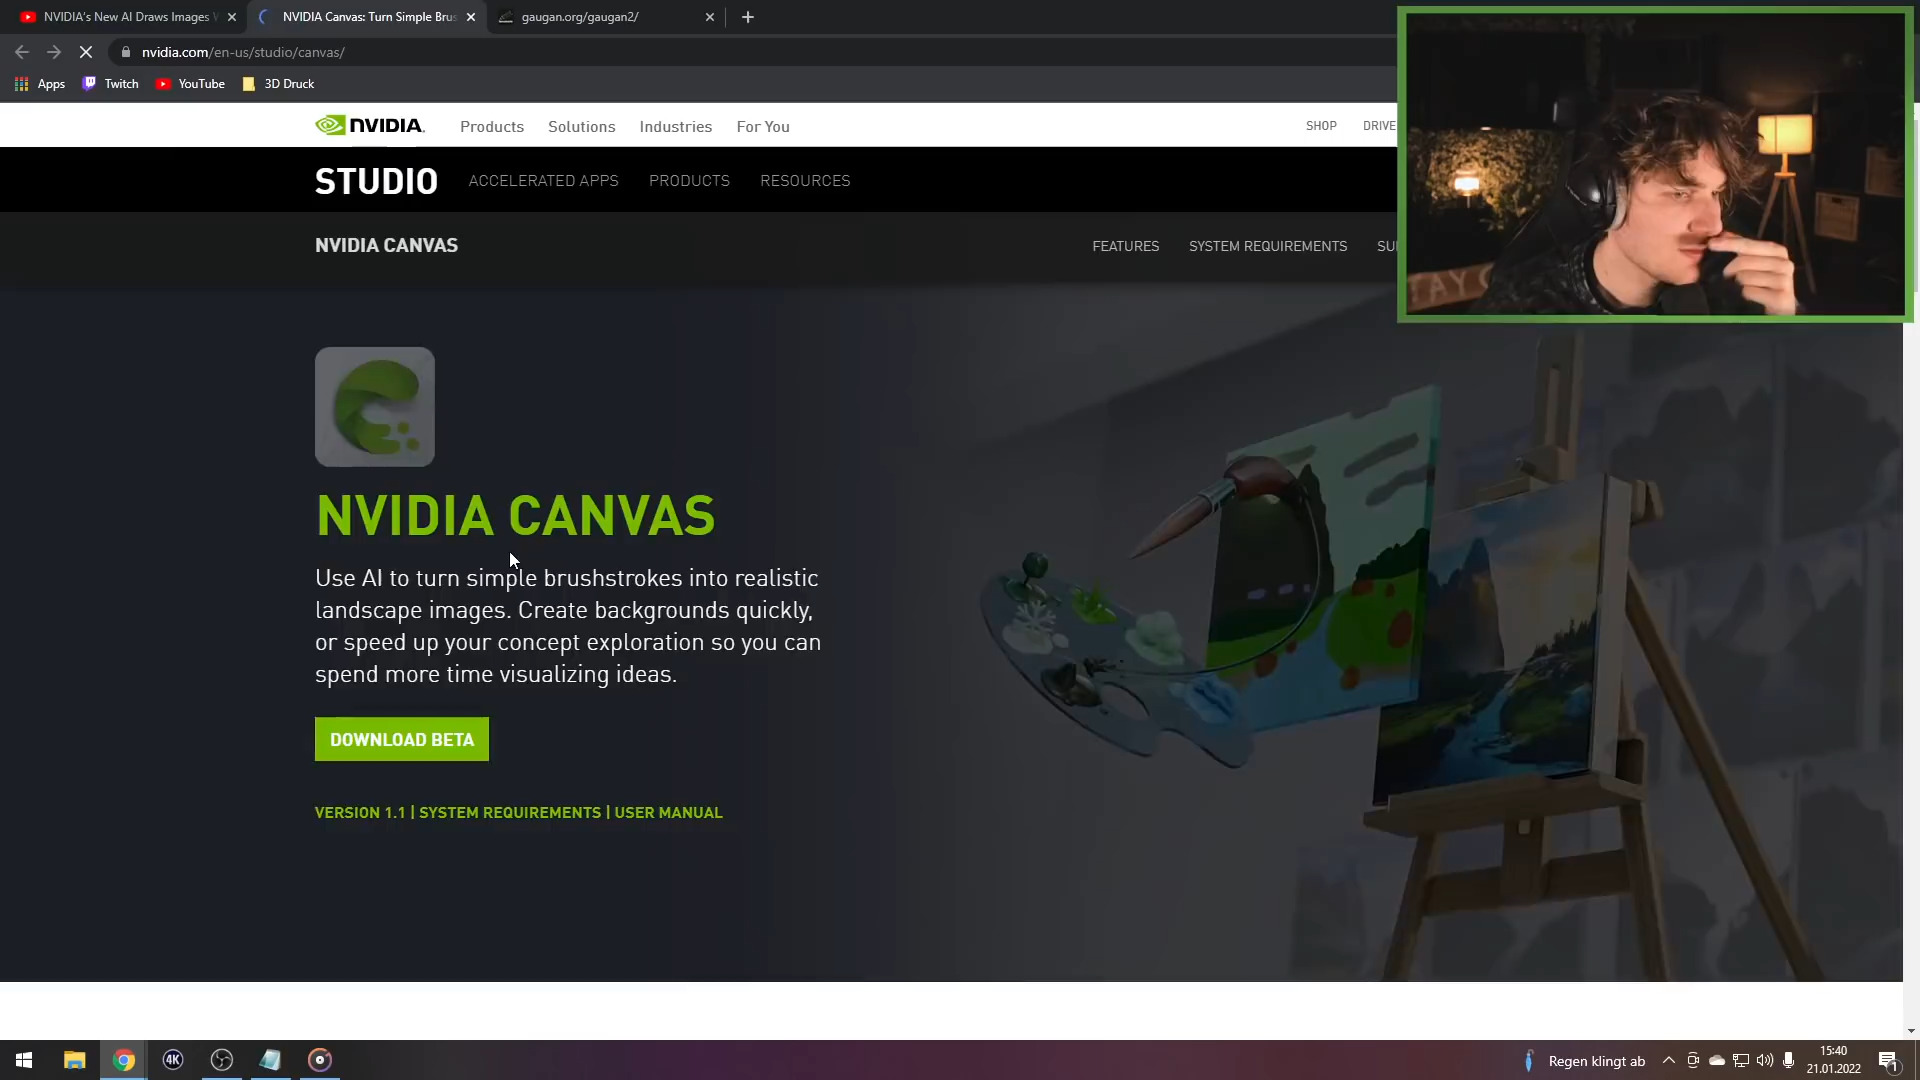 NVIDIA's New AI Draws Images
NVIDIA Canvas: Turn Simple Brus
gaugan.org/gaugan2/
nvidia.com/en-us/studio/canvas/
Apps
Twitch
YouTube
3D Druck
NVIDIA.
Products
Solutions
Industries
For You
SHOP
DRIVE
STUDIO
ACCELERATED APPS
PRODUCTS
RESOURCES
NVIDIA CANVAS
FEATURES
SYSTEM REQUIREMENTS
NVIDIA CANVAS
Use AI to turn simple brushstrokes into realistic
landscape images. Create backgrounds quickly,
or speed up your concept exploration so you can
spend more time visualizing ideas.
DOWNLOAD BETA
VERSION 1.1 | SYSTEM REQUIREMENTS | USER MANUAL
4K
Regen klingt ab
15:40
21.01.2022
1